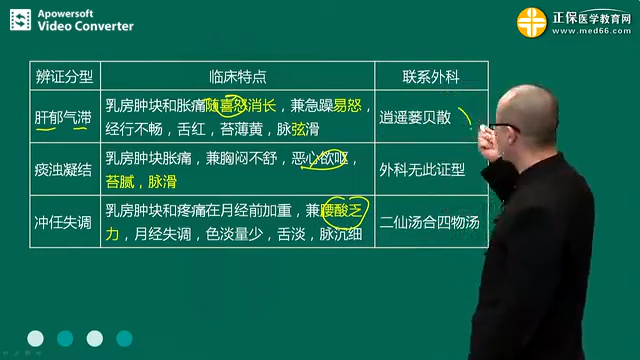 Apowersoft
Video Converter
正保医学教育网
www.med66.com
辨证分型
临床特点
联系外科
肝郁气滞
乳房肿块和胀痛随喜怒消长，兼急躁易怒，
经行不畅，舌红，苔薄黄，脉弦滑
逍遥蒌贝散
痰浊凝结
乳房肿块胀痛，兼胸闷不舒，恶心欲呕，
苔腻，脉滑
外科无此证型
冲任失调
乳房肿块和疼痛在月经前加重，兼腰酸乏
力，月经失调，色淡量少，舌淡，脉沉细
二仙汤合四物汤